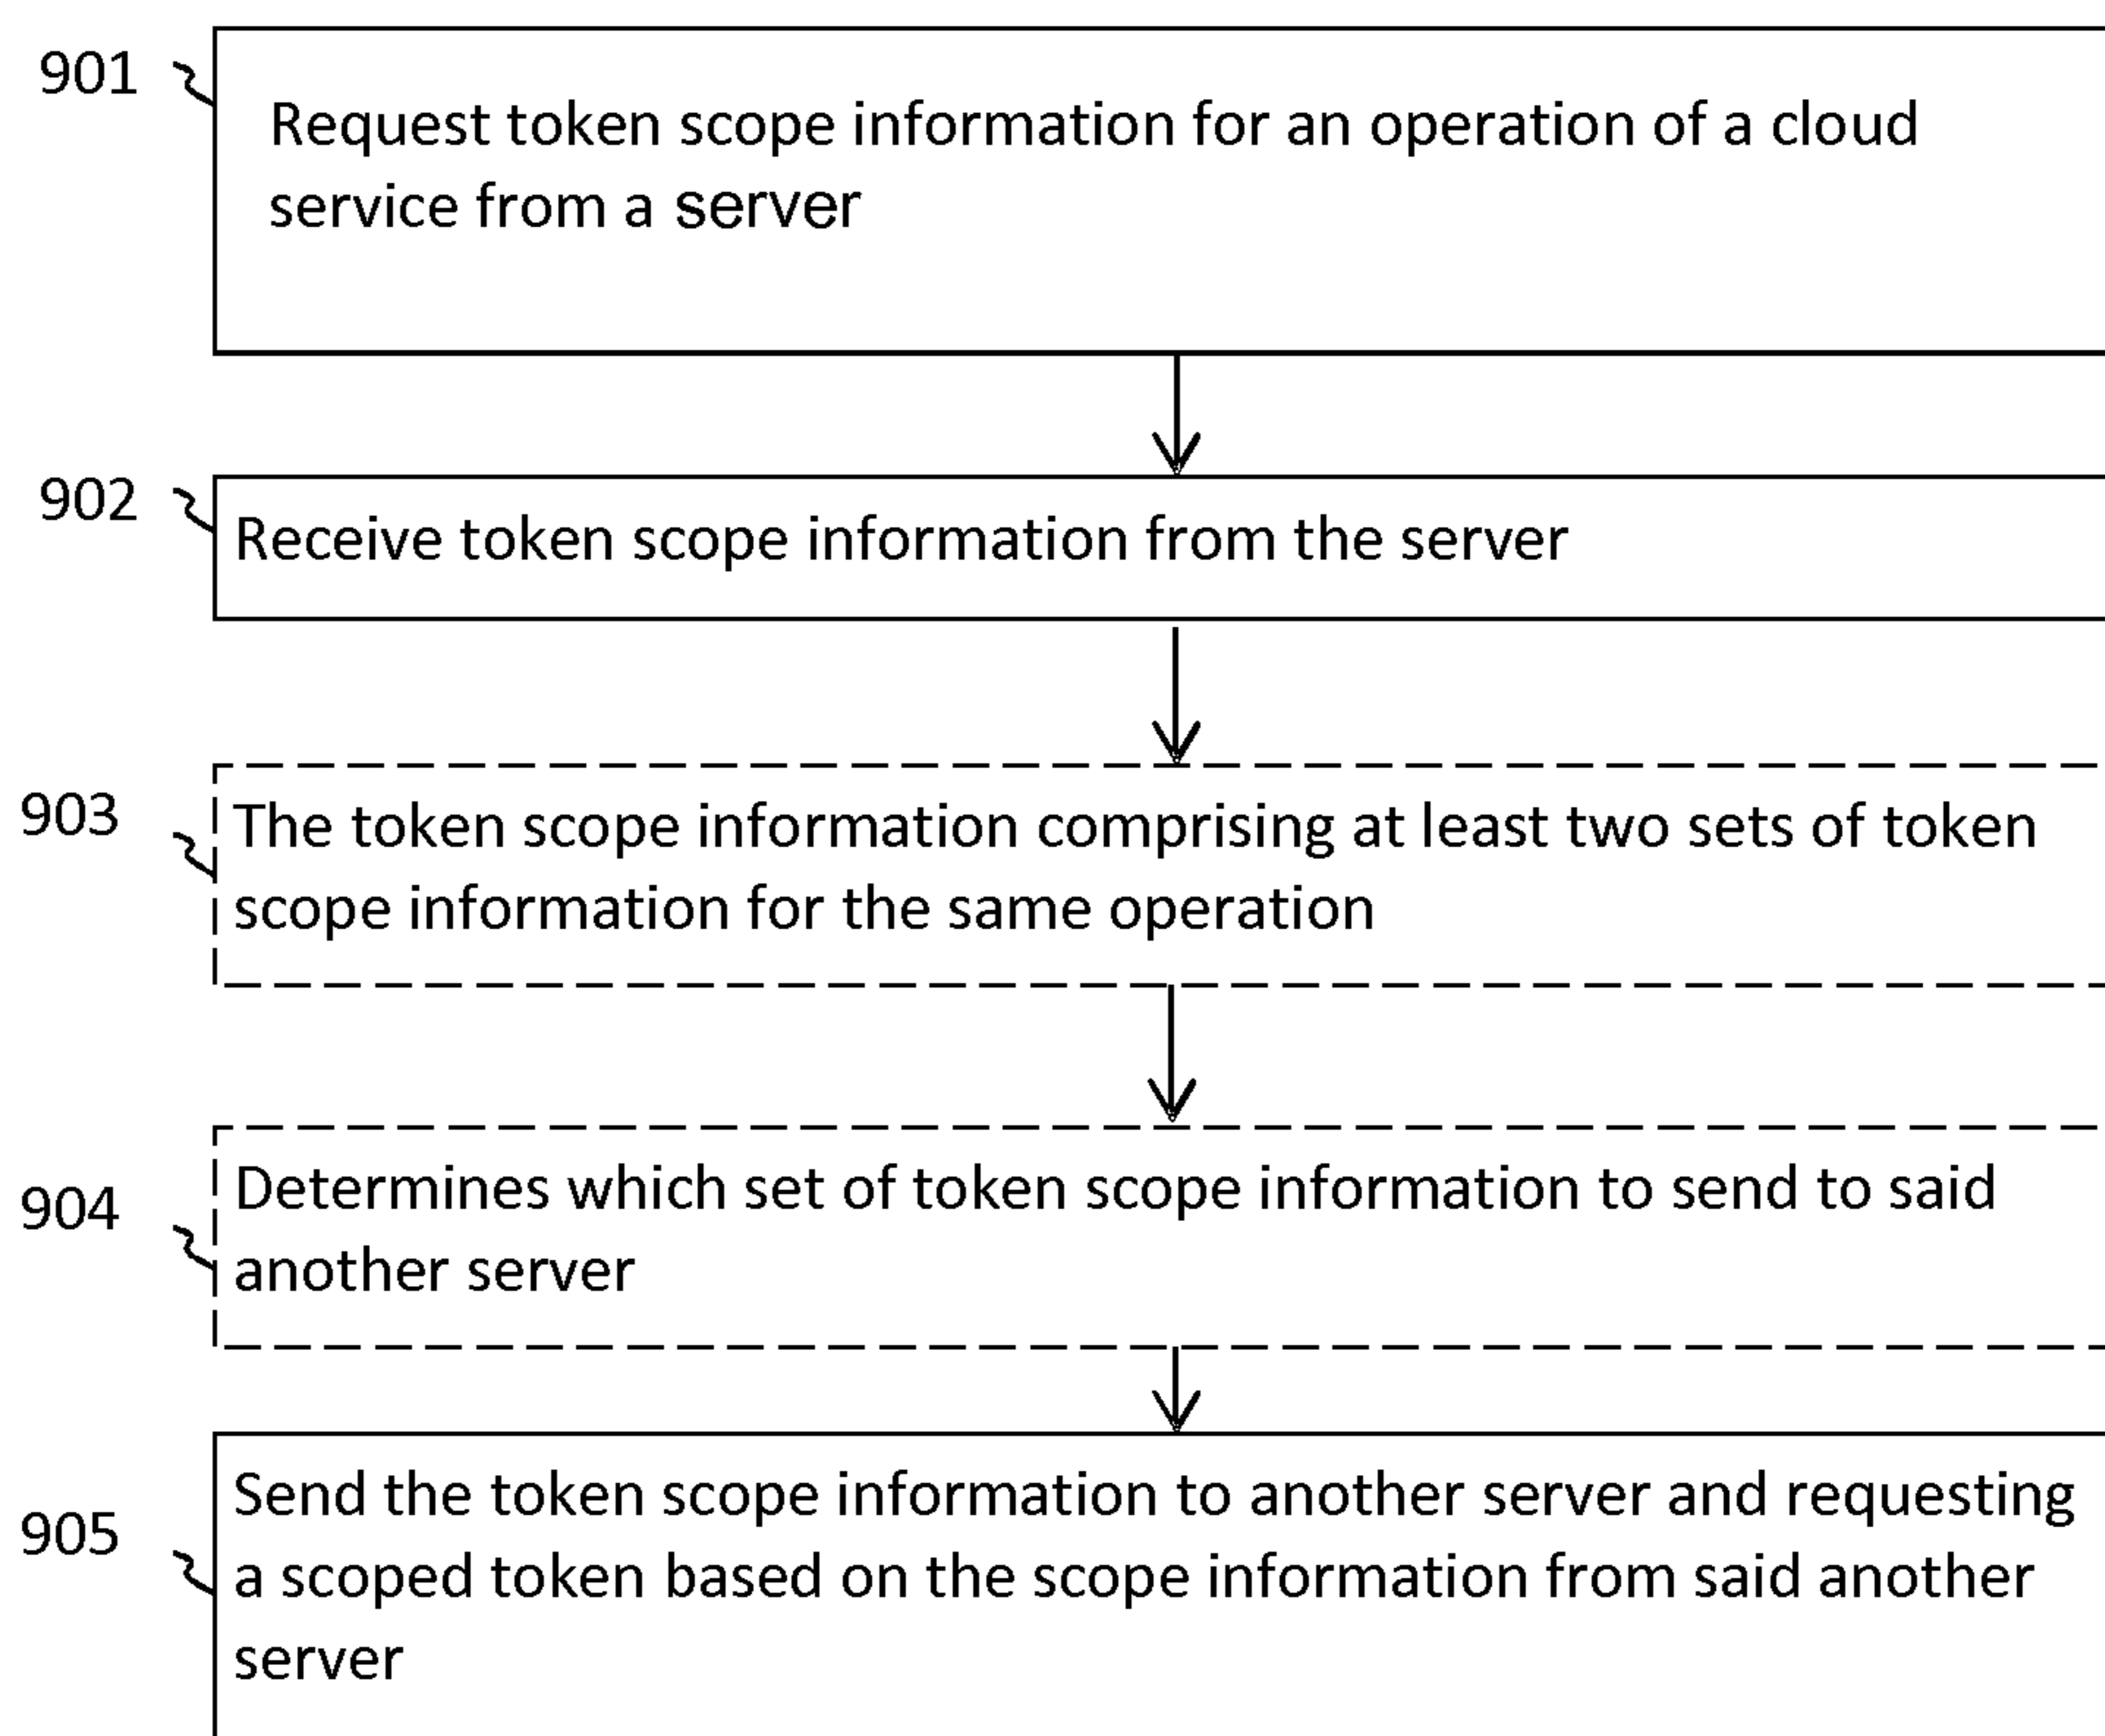 901
Request token scope information for an operation of a cloud
service from a server
902
Receive token scope information from the server
903
The token scope information comprising at least two sets of token
scope information for the same operation
904
Determines which set of token scope information to send to said
another server
905
Send the token scope information to another server and requesting
a scoped token based on the scope information from said another
server